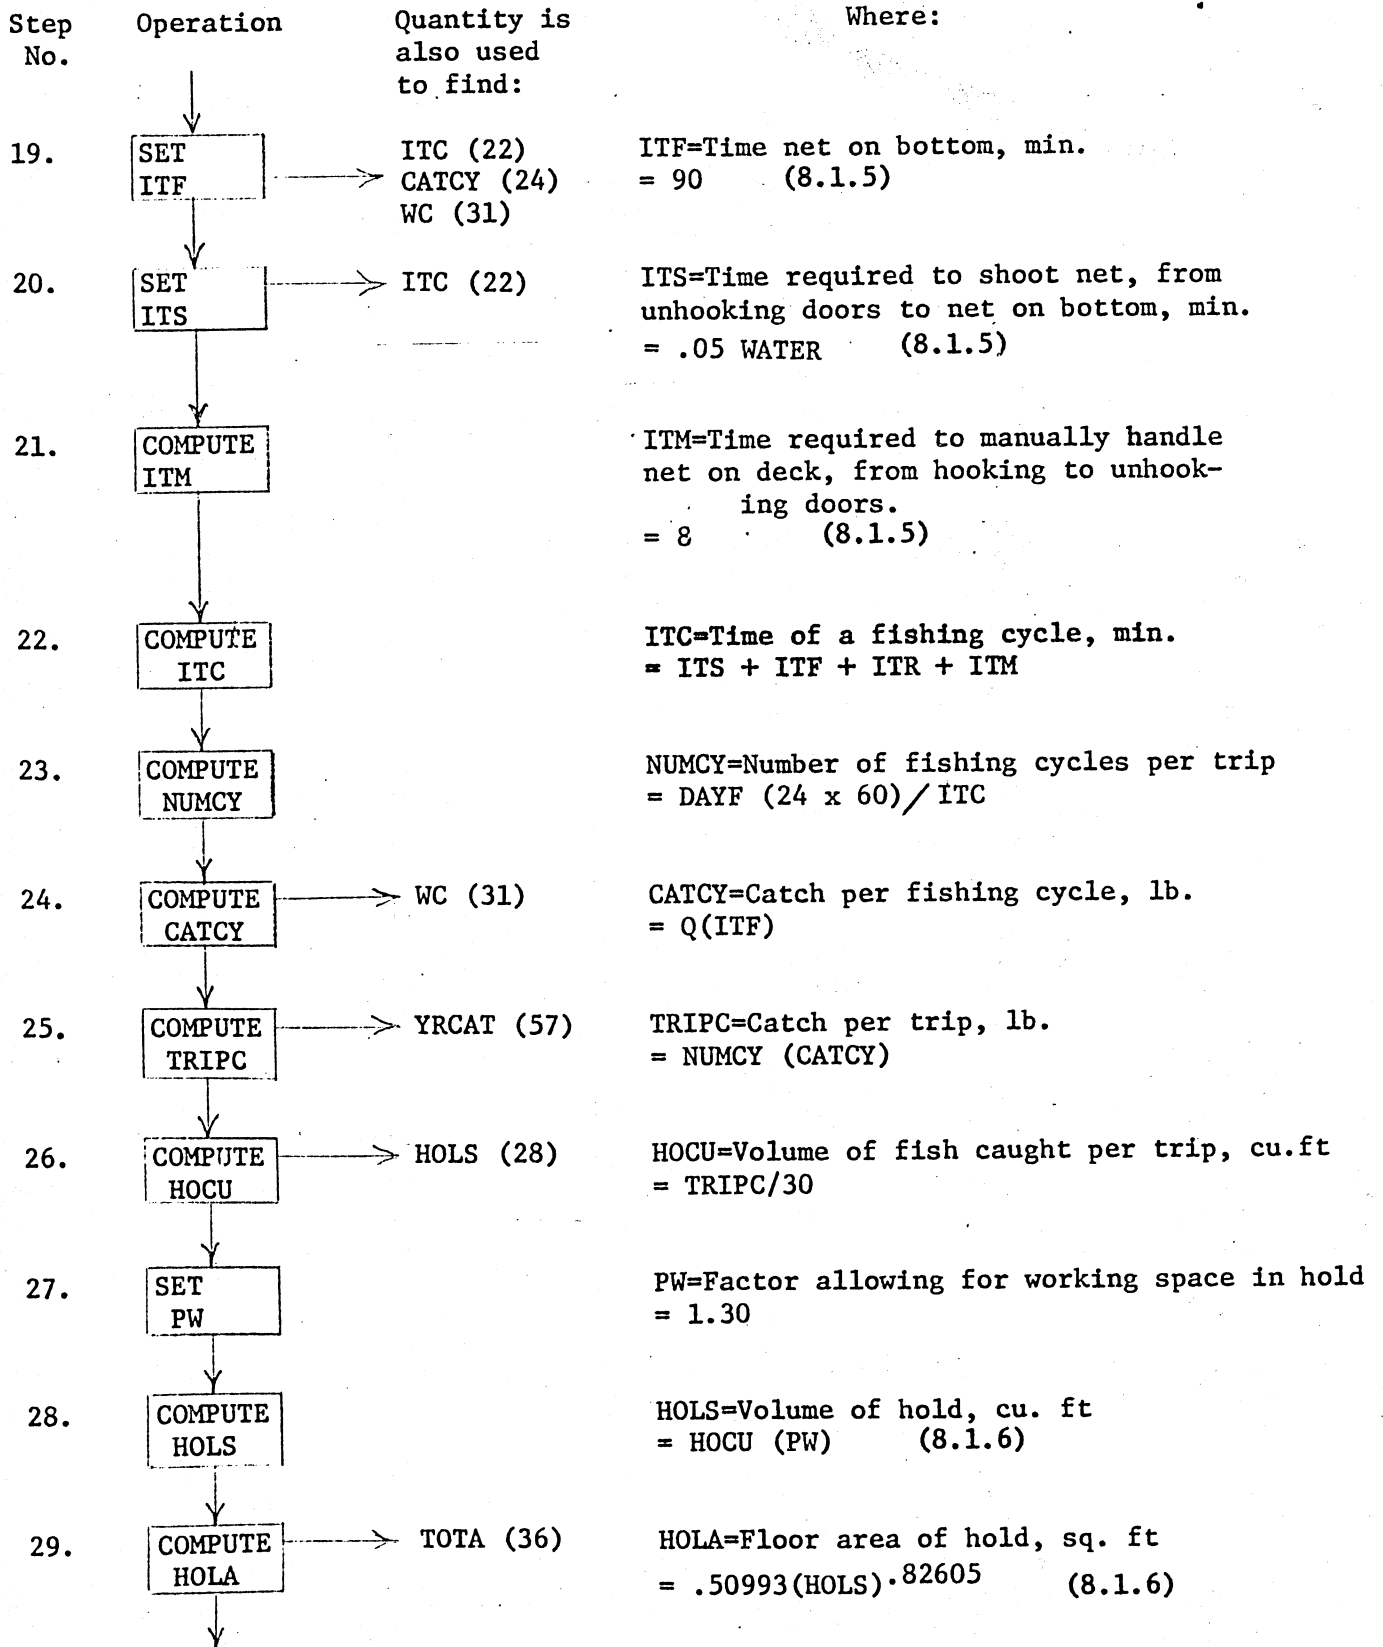 Step Operation Quantity is Where:
No. also used
to find:
19. SET ITC (22) ITF=Time net on bottom, min.
ITF CATCY (24) = 90 (8.1.5)
WC (31)
20. SET ITC (22) ITS=Time required to shoot net, from
ITS unhooking doors to net on bottom, min.
= .05 WATER (8.1.5)
21. COMPUTE ITM=Time required to manually handle
ITM net on deck, from hooking to unhook-
ing doors.
= 8 (8.1.5)
22. COMPUTE ITC=Time of a fishing cycle, min.
ITC = ITS + ITF + ITR + ITM
23. COMPUTE NUMCY=Number of fishing cycles per trip
NUMCY = DAYF (24 x 60)/ITC
24. COMPUTE WC (31) CATCY=Catch per fishing cycle, lb.
CATCY = Q(ITF)
25. COMPUTE YRCAT (57) TRIPC=Catch per trip, lb.
TRIPC = NUMCY (CATCY)
26. COMPUTE HOLS (28) HOCU=Volume of fish caught per trip, cu.ft
HOCU = TRIPC/30
27. SET PW=Factor allowing for working space in hold
PW = 1.30
28. COMPUTE HOLS=Volume of hold, cu. ft
HOLS = HOCU (PW) (8.1.6)
29. COMPUTE TOTA (36) HOLA=Floor area of hold, sq. ft
HOLA = .50993(HOLS).82605 (8.1.6)